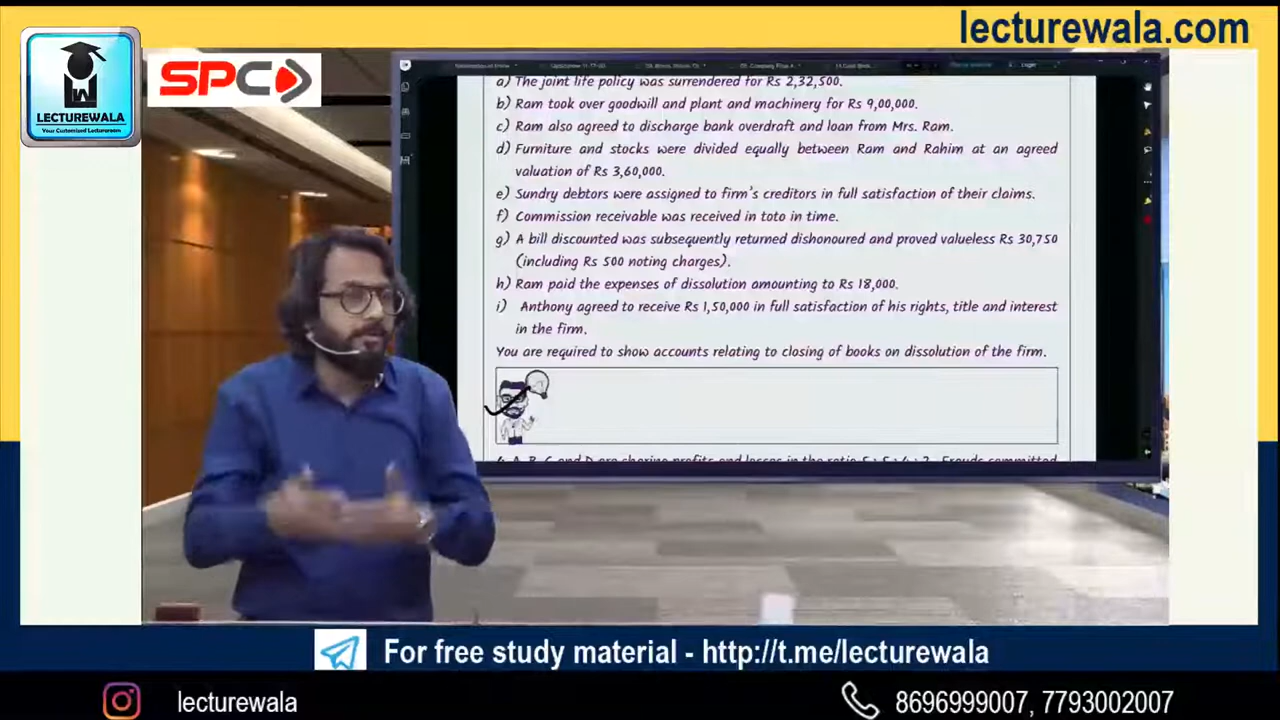 lecturewala.com
SPC
LECTUREWALA
Your Customized Lectureroom
a) The joint life policy was surrendered for Rs 2,32,500.
b) Ram took over goodwill and plant and machinery for Rs 9,00,000.
c) Ram also agreed to discharge bank overdraft and loan from Mrs. Ram.
d) Furniture and stocks were divided equally between Ram and Rahim at an agreed
valuation of Rs 3,60,000.
e) Sundry debtors were assigned to firm's creditors in full satisfaction of their claims.
f) Commission receivable was received in toto in time.
g) A bill discounted was subsequently returned dishonoured and proved valueless Rs 30,750
(including Rs 500 noting charges).
h) Ram paid the expenses of dissolution amounting to Rs 18,000.
i) Anthony agreed to receive Rs 1,50,000 in full satisfaction of his rights, title and interest
in the firm.
You are required to show accounts relating to closing of books on dissolution of the firm.
For free study material - http://t.me/lecturewala
lecturewala
8696999007, 7793002007